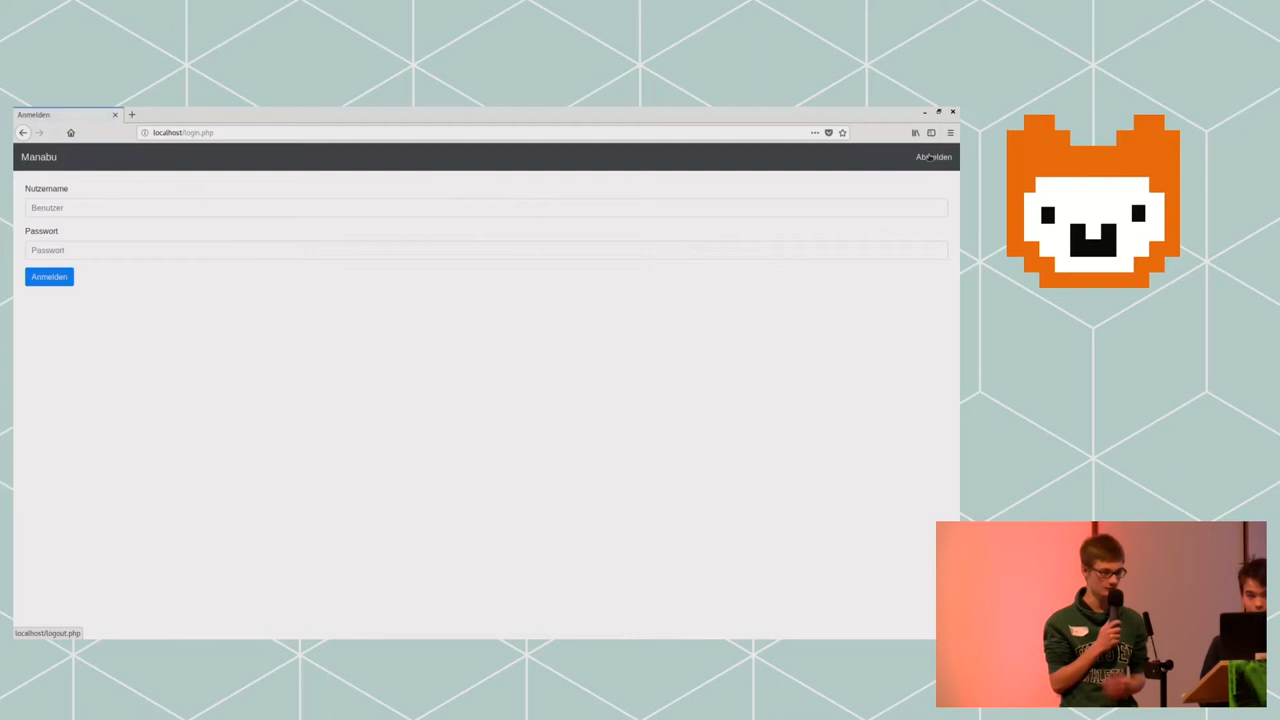 Anmelden
localhost/login.php
Manabu
Abmelden
Nutzername
Benutzer
Passwort
Passwort
Anmelden
localhost/logout.php